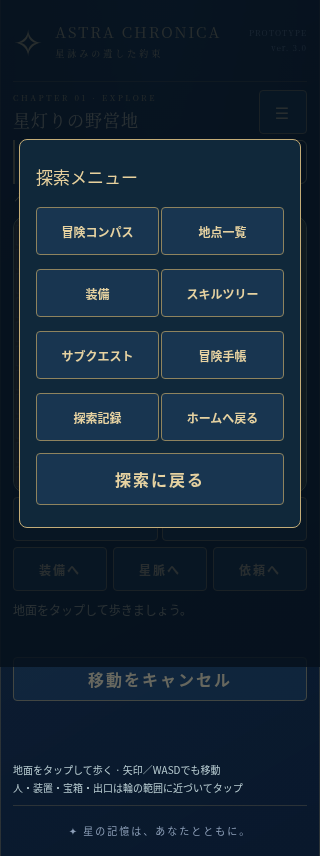 ASTRA CHRONICA
星詠みの遺した約束
PROTOTYPE
CHAPTER 01 EXPLORE
星灯りの野営地
探索メニュー
冒険コンパス 地点一覧
装備 スキルツリー
サブクエスト 冒険手帳
探索記録 ホームへ戻る
探索に戻る
装備へ 星脈へ 依頼へ
地面をタップして歩きましょう。
移動をキャンセル
地面をタップして歩く · 矢印／WASDでも移動
人・装置・宝箱・出口は輪の範囲に近づいてタップ
✦ 星の記憶は、あなたとともに。